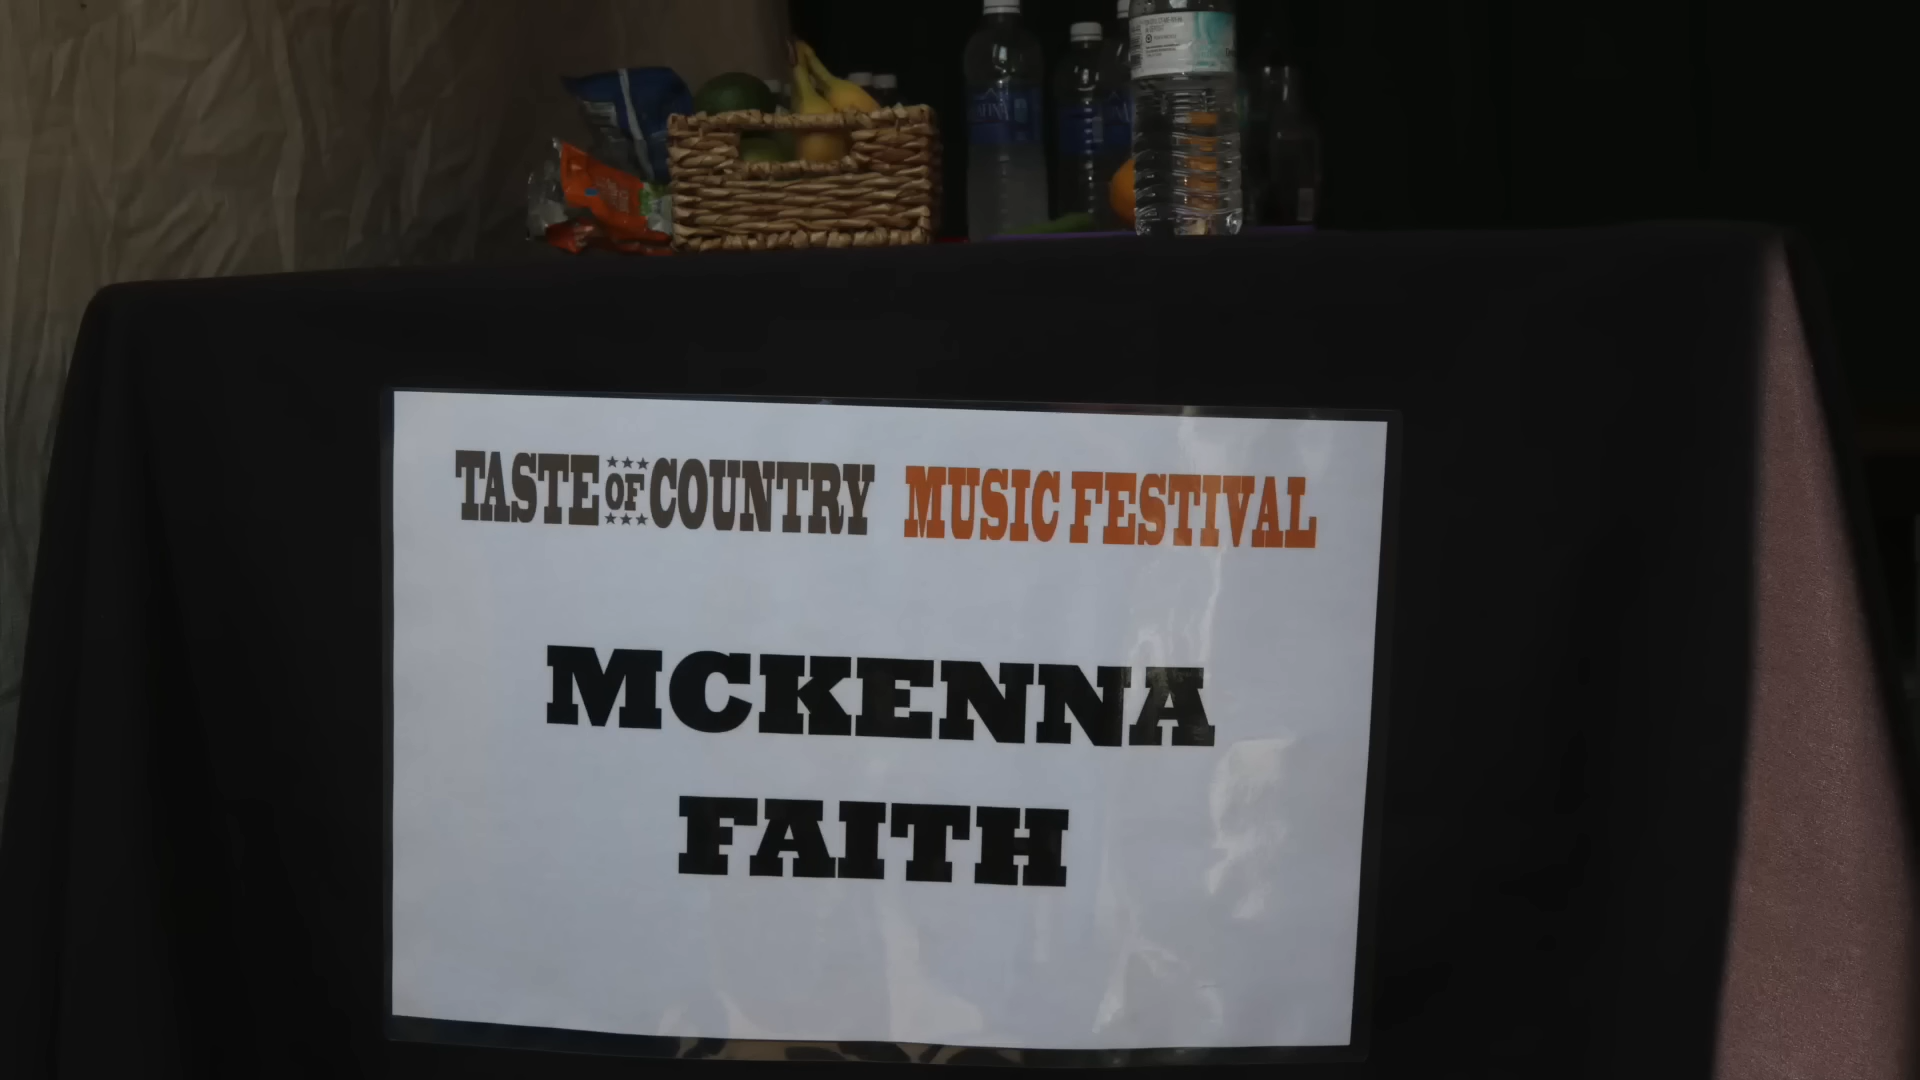 TASTE OF COUNTRY MUSIC FESTIVAL
MCKENNA
FAITH